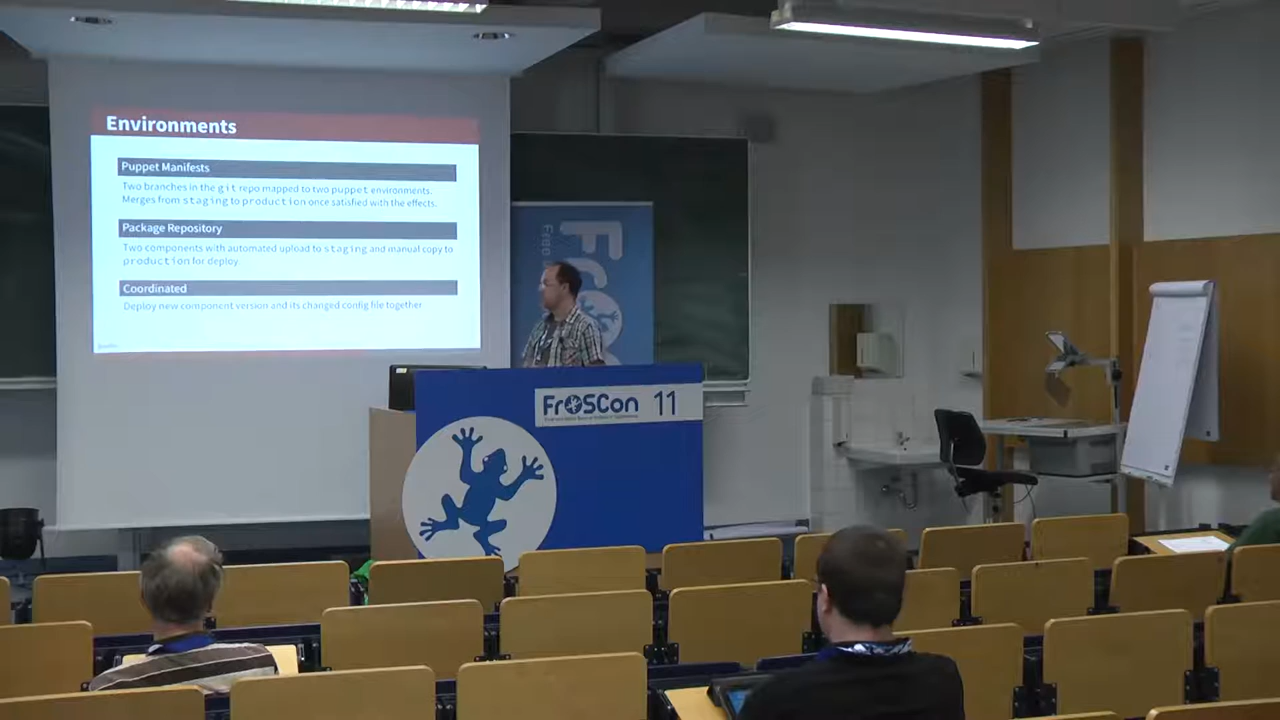 Environments
Puppet Manifests
Two branches in the git repo mapped to two puppet environments.
Merges from staging to production once satisfied with the effects.
Package Repository
Two components with automated upload to staging and manual copy to
production for deploy.
Coordinated
Deploy new component version and its changed config file together
Free
FrOSCon 11